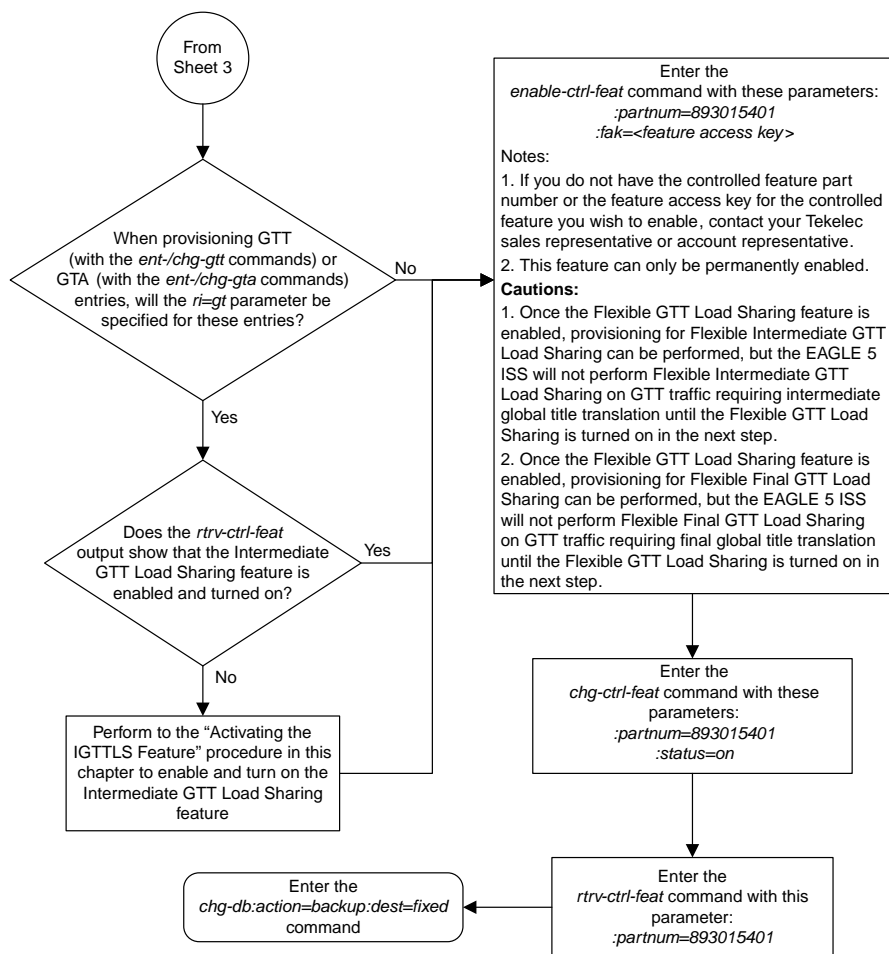 From
Sheet 3
When provisioning GTT
(with the ent-/chg-gtt commands) or
GTA (with the ent-/chg-gta commands)
entries, will the ri=gt parameter be
specified for these entries?
No
Yes
Does the rtrv-ctrl-feat
output show that the Intermediate
GTT Load Sharing feature is
enabled and turned on?
Yes
No
Perform to the “Activating the
IGTTLS Feature” procedure in this
chapter to enable and turn on the
Intermediate GTT Load Sharing
feature
Enter the
enable-ctrl-feat command with these parameters:
:partnum=893015401
:fak=<feature access key>
Notes:
1. If you do not have the controlled feature part
number or the feature access key for the controlled
feature you wish to enable, contact your Tekelec
sales representative or account representative.
2. This feature can only be permanently enabled.
Cautions:
1. Once the Flexible GTT Load Sharing feature is
enabled, provisioning for Flexible Intermediate GTT
Load Sharing can be performed, but the EAGLE 5
ISS will not perform Flexible Intermediate GTT
Load Sharing on GTT traffic requiring intermediate
global title translation until the Flexible GTT Load
Sharing is turned on in the next step.
2. Once the Flexible GTT Load Sharing feature is
enabled, provisioning for Flexible Final GTT Load
Sharing can be performed, but the EAGLE 5 ISS
will not perform Flexible Final GTT Load Sharing
on GTT traffic requiring final global title translation
until the Flexible GTT Load Sharing is turned on in
the next step.
Enter the
chg-ctrl-feat command with these
parameters:
:partnum=893015401
:status=on
Enter the
rtrv-ctrl-feat command with this
parameter:
:partnum=893015401
Enter the
chg-db:action=backup:dest=fixed
command